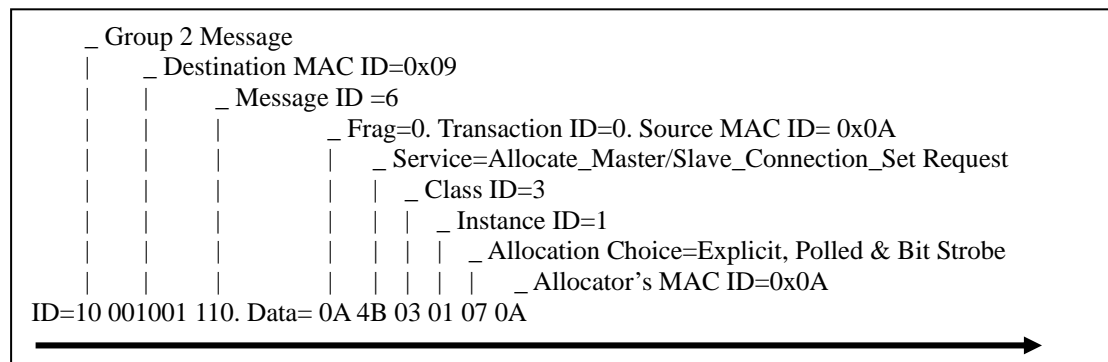 _ Group 2 Message
| _ Destination MAC ID=0x09
| | _ Message ID =6
| | | _ Frag=0. Transaction ID=0. Source MAC ID= 0x0A
| | | | _ Service=Allocate_Master/Slave_Connection_Set Request
| | | | | _ Class ID=3
| | | | | | _ Instance ID=1
| | | | | | | _ Allocation Choice=Explicit, Polled & Bit Strobe
| | | | | | | | _ Allocator’s MAC ID=0x0A
ID=10 001001 110. Data= 0A 4B 03 01 07 0A